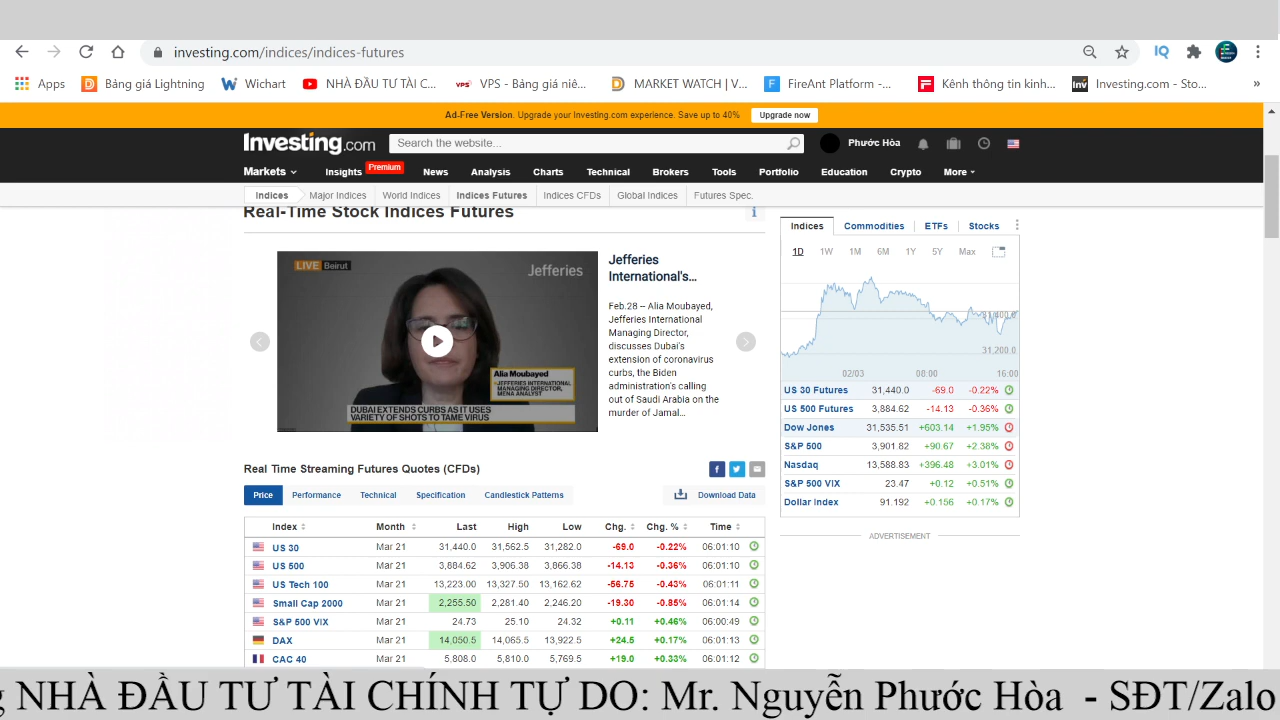 investing.com/indices/indices-futures
Apps Bảng giá Lightning Wichart NHÀ ĐẦU TƯ TÀI C... VPS VPS - Bảng giá niê... MARKET WATCH | V... FireAnt Platform -... Kênh thông tin kinh... Inv Investing.com - Sto... »
Ad-Free Version. Upgrade your Investing.com experience. Save up to 40% Upgrade now
Investing.com Search the website... Phước Hòa
Markets Insights Premium News Analysis Charts Technical Brokers Tools Portfolio Education Crypto More
Indices Major Indices World Indices Indices Futures Indices CFDs Global Indices Futures Spec.
Real-Time Stock Indices Futures
LIVE Beirut
Jefferies
Alia Moubayed
JEFFERIES INTERNATIONAL
MANAGING DIRECTOR,
MENA ANALYST
DUBAI EXTENDS CURBS AS IT USES
VARIETY OF SHOTS TO TAME VIRUS
Jefferies
International's...
Feb.28 -- Alia Moubayed,
Jefferies International
Managing Director,
discusses Dubai's
extension of coronavirus
curbs, the Biden
administration's calling
out of Saudi Arabia on the
murder of Jamal...
Real Time Streaming Futures Quotes (CFDs)
Price Performance Technical Specification Candlestick Patterns Download Data
Index Month Last High Low Chg. Chg. % Time
US 30 Mar 21 31,440.0 31,562.5 31,282.0 -69.0 -0.22% 06:01:10
US 500 Mar 21 3,884.62 3,906.38 3,866.38 -14.13 -0.36% 06:01:10
US Tech 100 Mar 21 13,223.00 13,327.50 13,162.62 -56.75 -0.43% 06:01:11
Small Cap 2000 Mar 21 2,255.50 2,281.40 2,246.20 -19.30 -0.85% 06:01:14
S&P 500 VIX Mar 21 24.73 25.10 24.32 +0.11 +0.46% 06:00:49
DAX Mar 21 14,050.5 14,065.5 13,922.5 +24.5 +0.17% 06:01:13
CAC 40 Mar 21 5,808.0 5,810.0 5,769.5 +19.0 +0.33% 06:01:12
Indices Commodities ETFs Stocks
1D 1W 1M 6M 1Y 5Y Max
31,400.0
31,200.0
02/03 08:00 16:00
US 30 Futures 31,440.0 -69.0 -0.22%
US 500 Futures 3,884.62 -14.13 -0.36%
Dow Jones 31,535.51 +603.14 +1.95%
S&P 500 3,901.82 +90.67 +2.38%
Nasdaq 13,588.83 +396.48 +3.01%
S&P 500 VIX 23.47 +0.12 +0.51%
Dollar Index 91.192 +0.156 +0.17%
ADVERTISEMENT
NHÀ ĐẦU TƯ TÀI CHÍNH TỰ DO: Mr. Nguyễn Phước Hòa - SĐT/Zalo